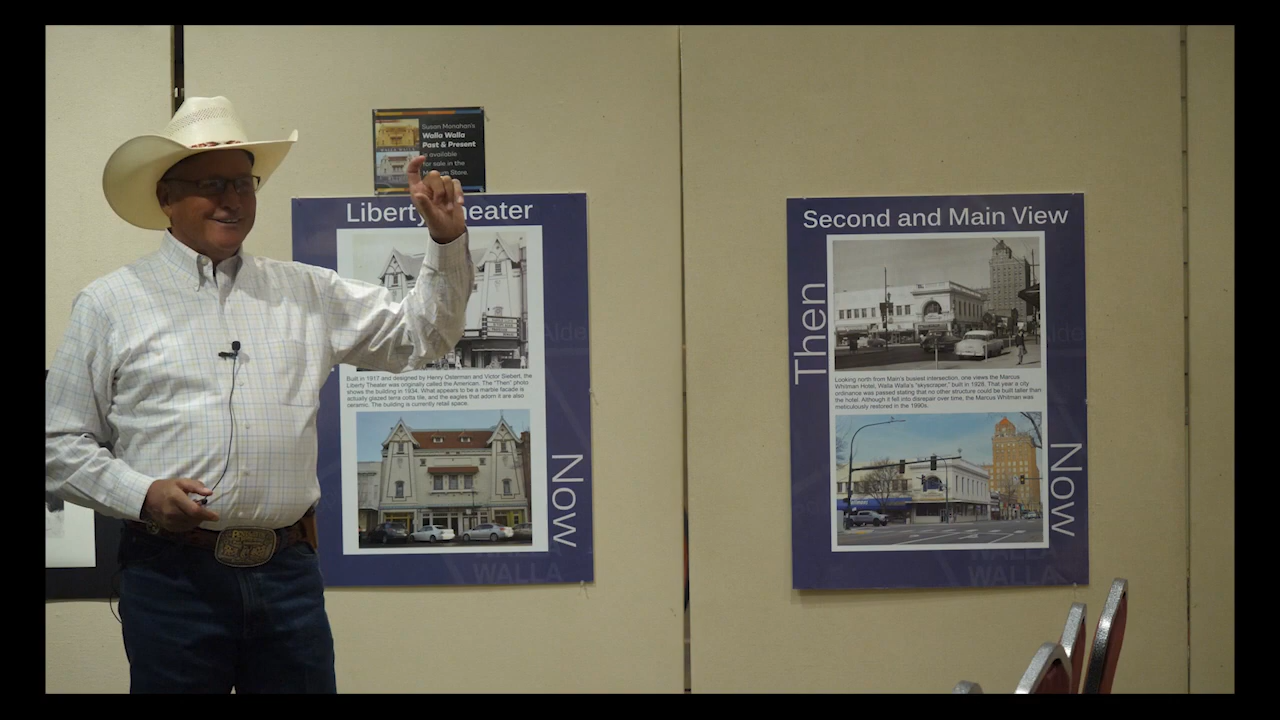 Susan Monahan's
Walla Walla
Past & Present
is available
for sale in the
Store.
Liberty Theater
Built in 1917 and designed by Henry Osterman and Victor Siebert, the
Liberty Theater was originally called the American. The "Then" photo
shows the building in 1934. What appears to be a marble facade is
actually glazed terra cotta tile, and the eagles that adorn it are also
ceramic. The building is currently retail space.
Now
WALLA
Second and Main View
Then
Looking north from Main's busiest intersection, one views the Marcus
Whitman Hotel, Walla Walla's "skyscraper," built in 1928. That year a city
ordinance was passed stating that no other structure could be built taller than
the hotel. Although it fell into disrepair over time, the Marcus Whitman was
meticulously restored in the 1990s.
Now
WALLA